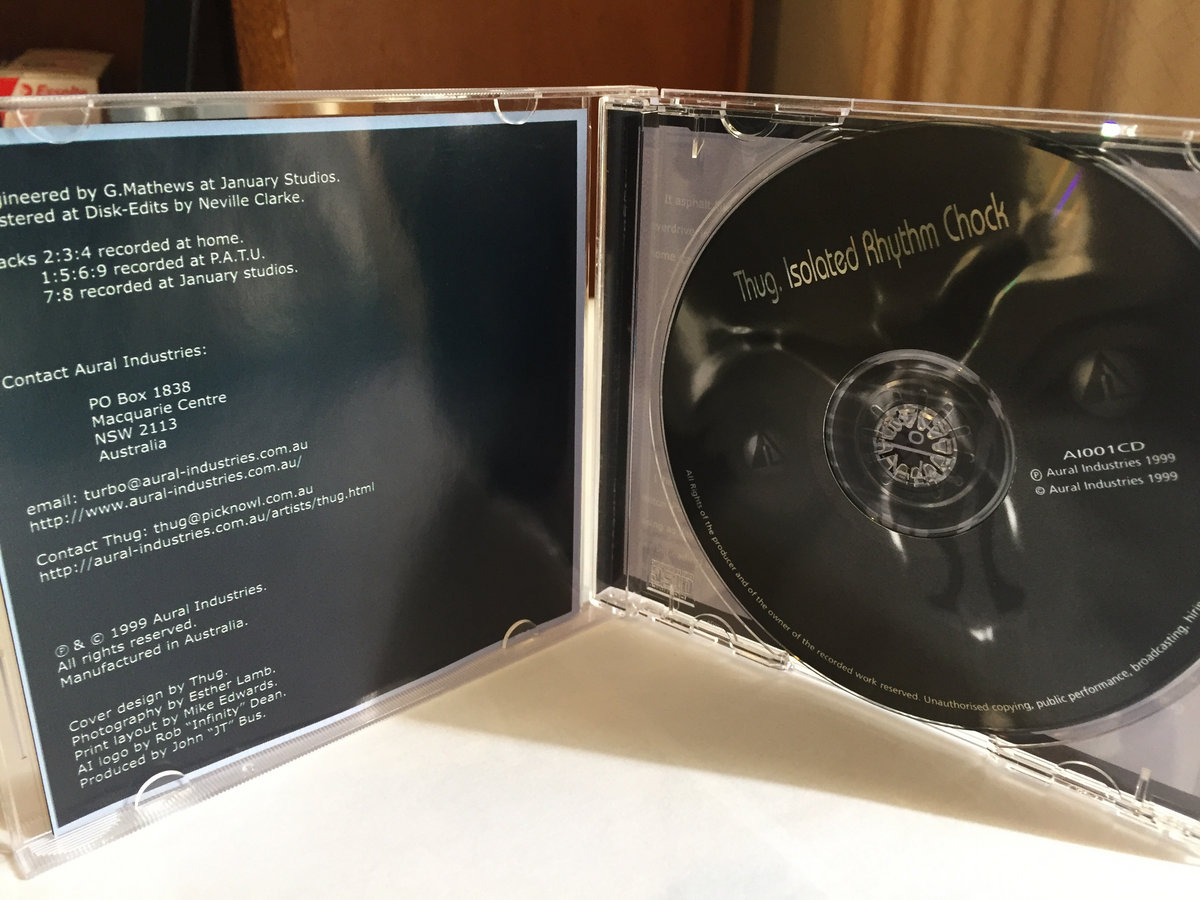 gineered by G.Mathews at January Studios.
stered at Disk-Edits by Neville Clarke.
acks 2:3:4 recorded at home.
1:5:6:9 recorded at P.A.T.U.
7:8 recorded at January studios.
Contact Aural Industries:
PO Box 1838
Macquarie Centre
NSW 2113
Australia
email: turbo@aural-industries.com.au
http://www.aural-industries.com.au/
Contact Thug: thug@picknowl.com.au
http://aural-industries.com.au/artists/thug.html
℗ & © 1999 Aural Industries.
All rights reserved.
Manufactured in Australia.
Cover design by Thug.
Photography by Esther Lamb.
Print layout by Mike Edwards.
AI logo by Rob "Infinity" Dean.
Produced by John "JT" Bus.
Thug. Isolated Rhythm Chock
AI001CD
℗ Aural Industries 1999
© Aural Industries 1999
All Rights of the producer and of the owner of the recorded work reserved. Unauthorised copying, public performance, broadcasting,
It asphalt